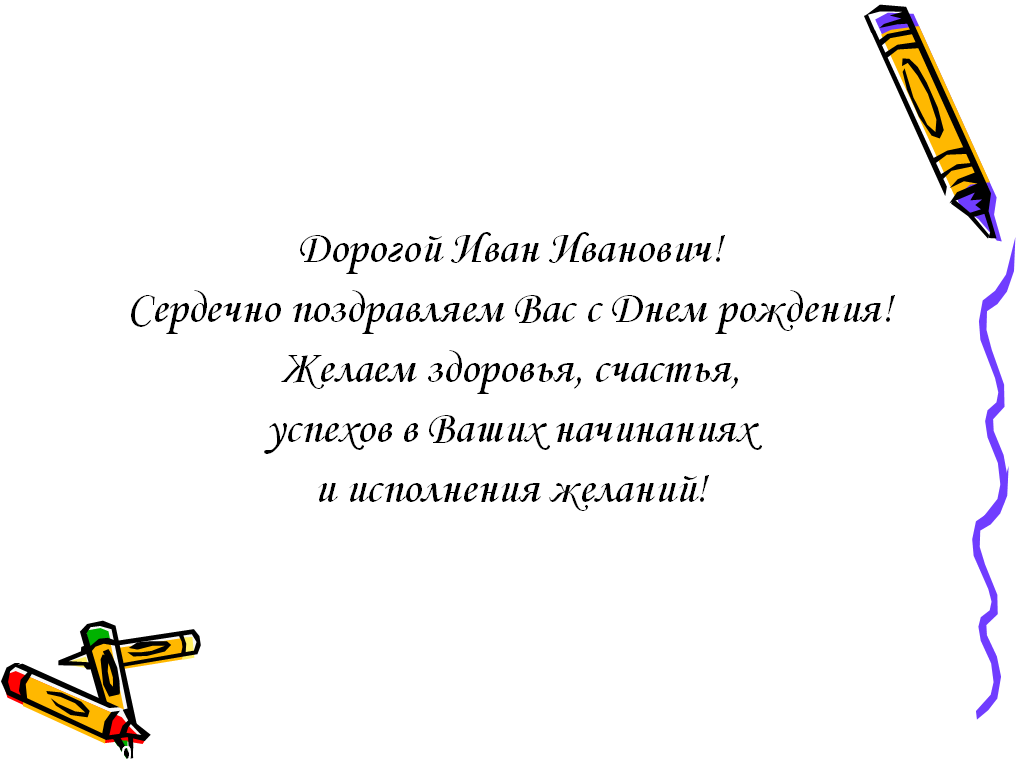 Дорогой Иван Иванович!
Сердечно поздравляем Вас с Днем рождения!
Желаем здоровья, счастья,
успехов в Ваших начинаниях
и исполнения желаний!